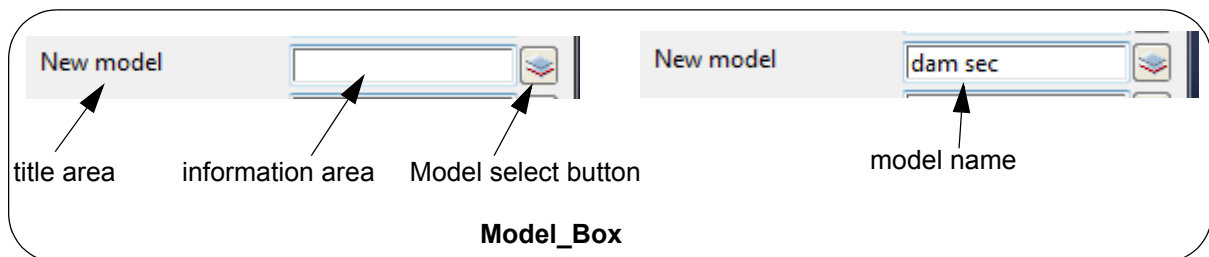 New model
New model dam sec
title area information area Model select button model name
Model_Box